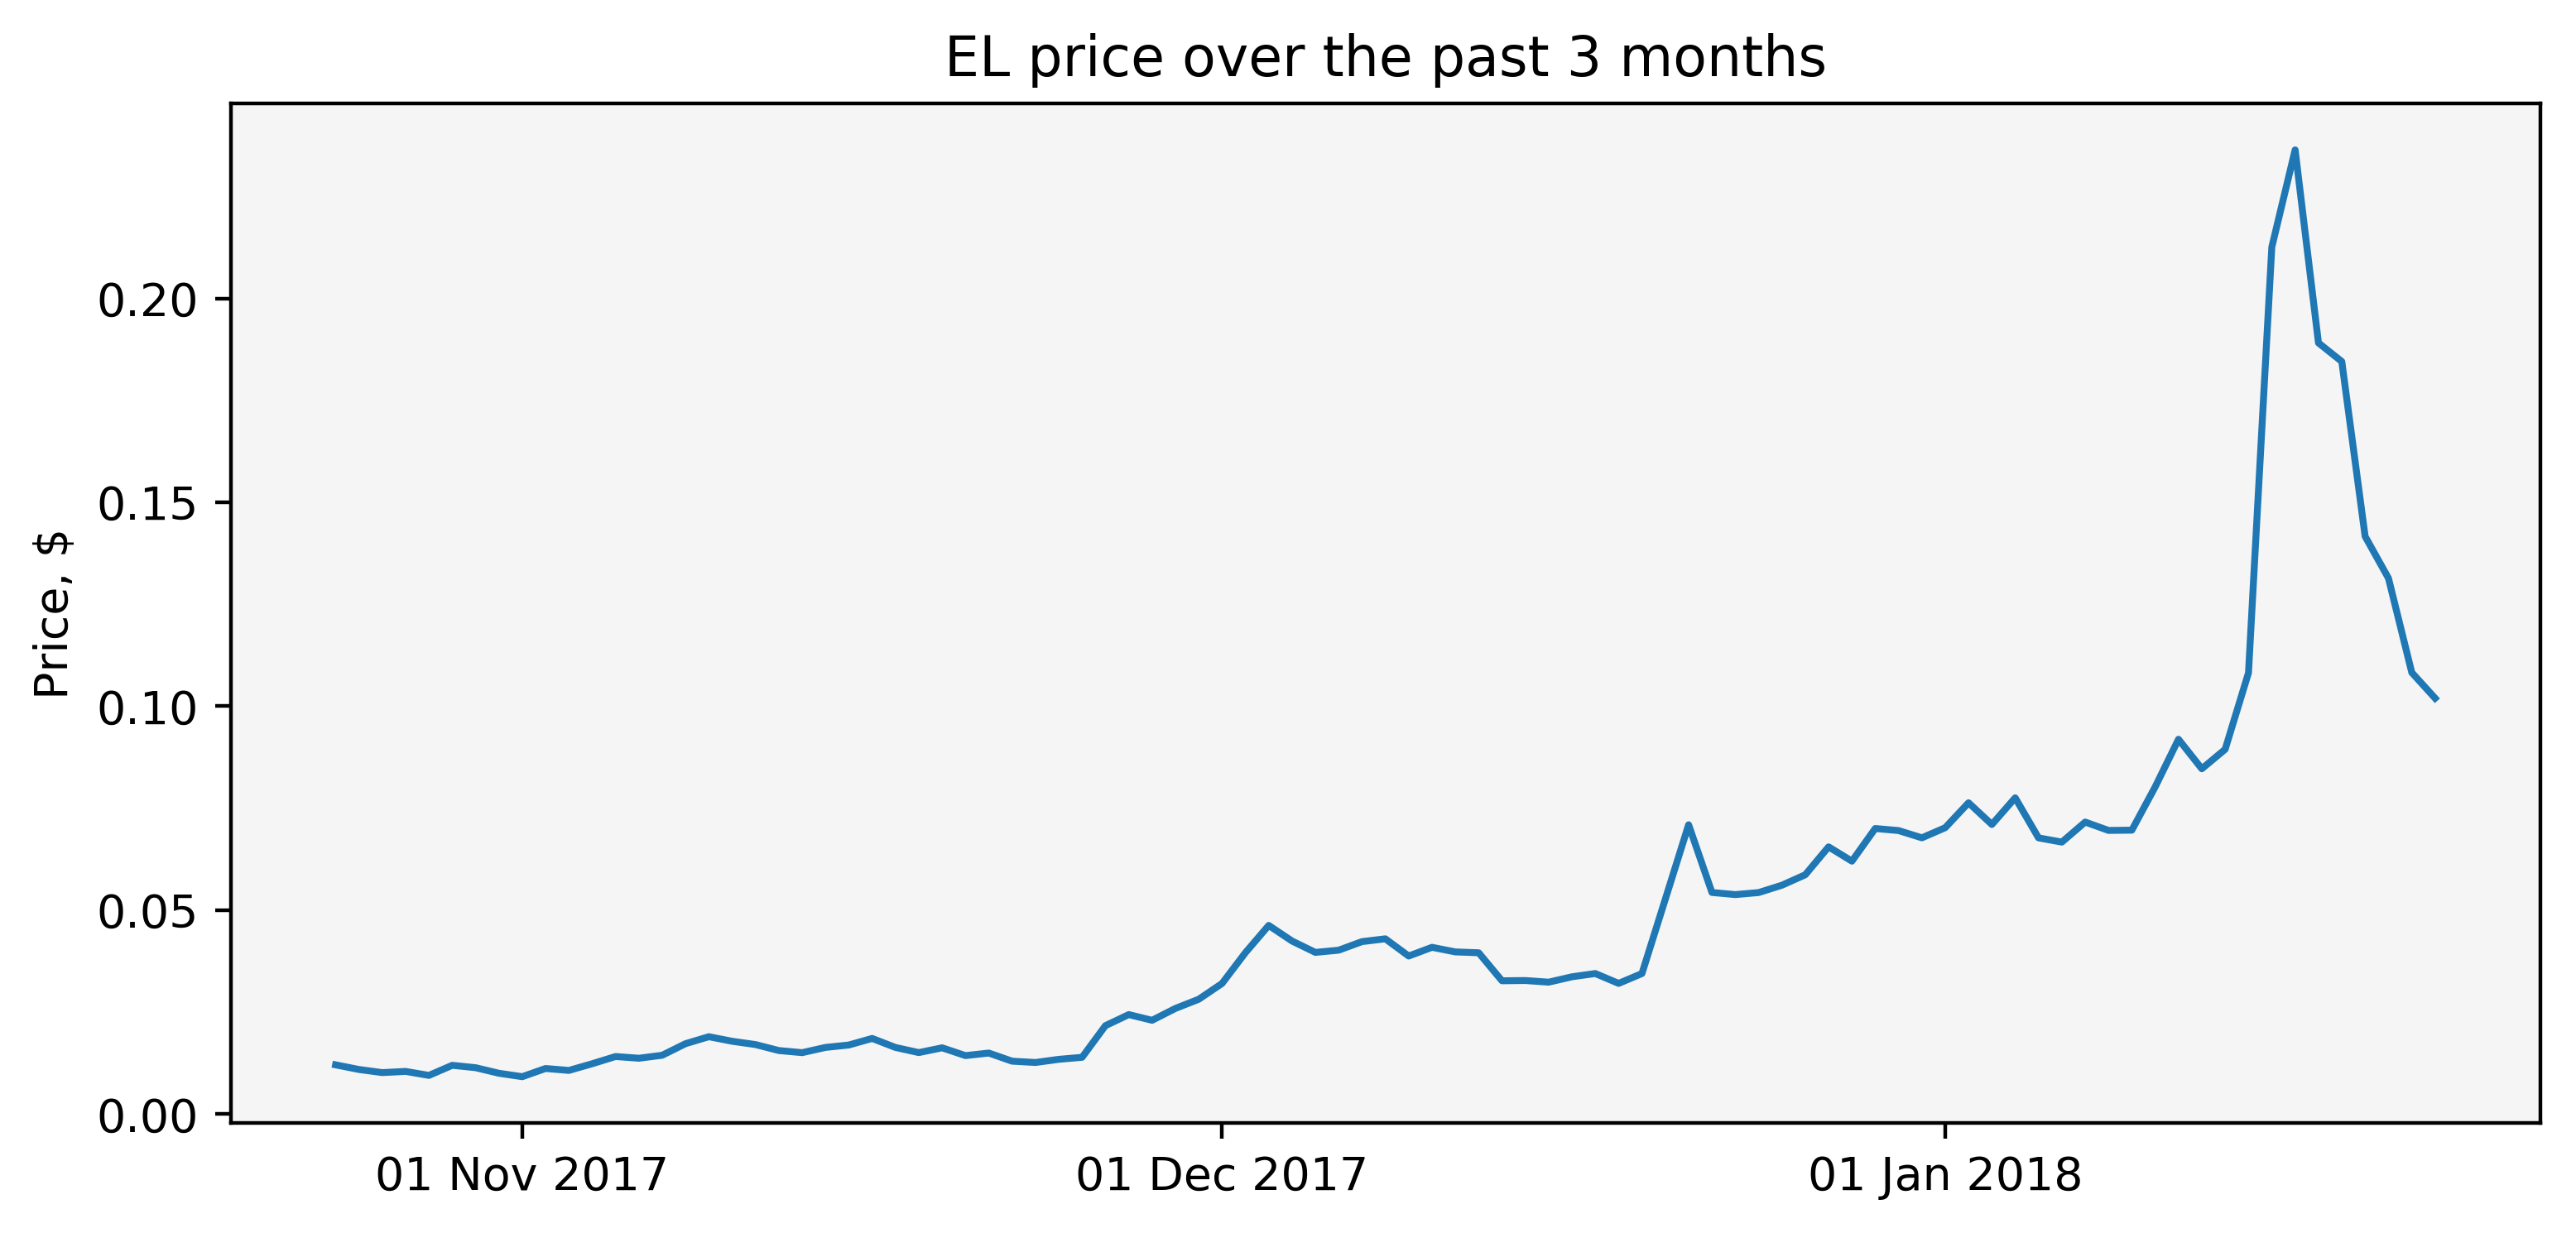 EL price over the past 3 months
Price, $
0.20
0.15
0.10
0.05
0.00
01 Nov 2017
01 Dec 2017
01 Jan 2018